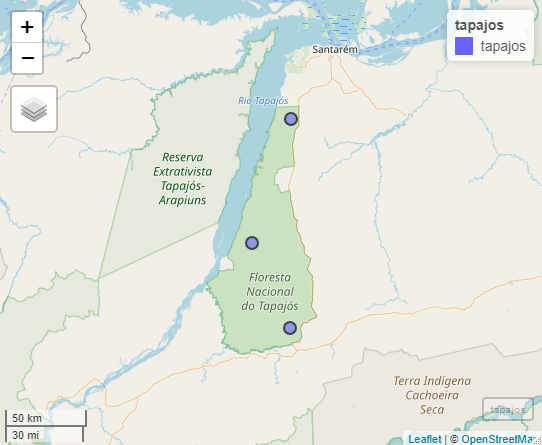 +
−
tapajos
tapajos
Santarém
Rio Tapajós
Reserva
Extrativista
Tapajós-
Arapiuns
Floresta
Nacional
do Tapajós
Terra Indígena
Cachoeira
Seca
tapajos
50 km
30 mi
Leaflet | © OpenStreetMap